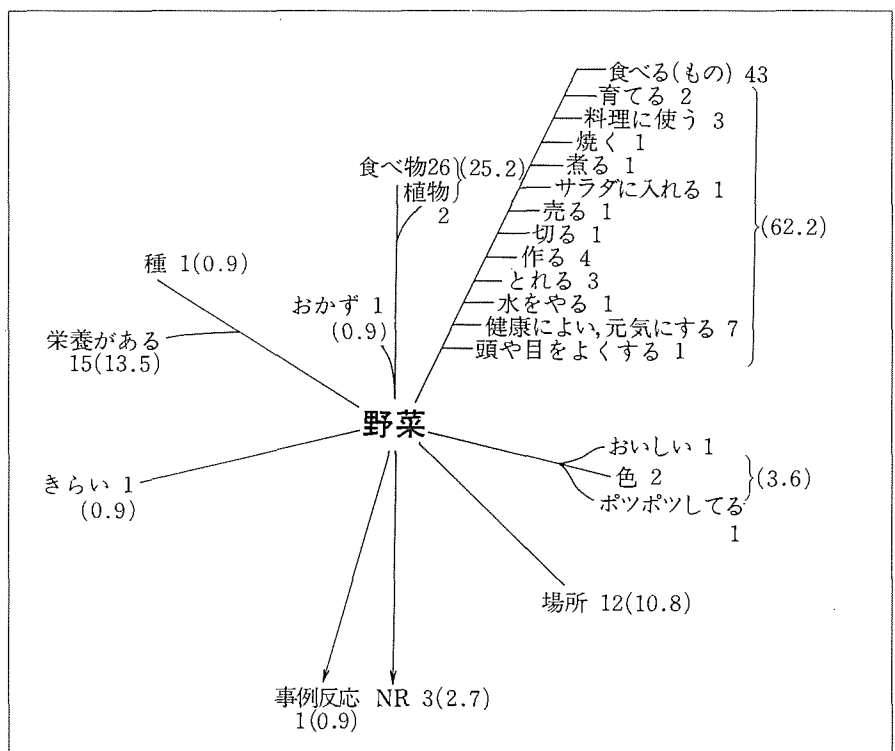 食べる(もの) 43
育てる 2
料理に使う 3
焼く 1
煮る 1
サラダに入れる 1
売る 1
切る 1
作る 4
とれる 3
水をやる 1
健康によい,元気にする 7
頭や目をよくする 1
(62.2)
食べ物26
植物
2
(25.2)
おかず 1
(0.9)
種 1(0.9)
栄養がある
15(13.5)
野菜
きらい 1
(0.9)
おいしい 1
色 2
ポツポツしてる
1
(3.6)
場所 12(10.8)
事例反応
1(0.9)
NR 3(2.7)